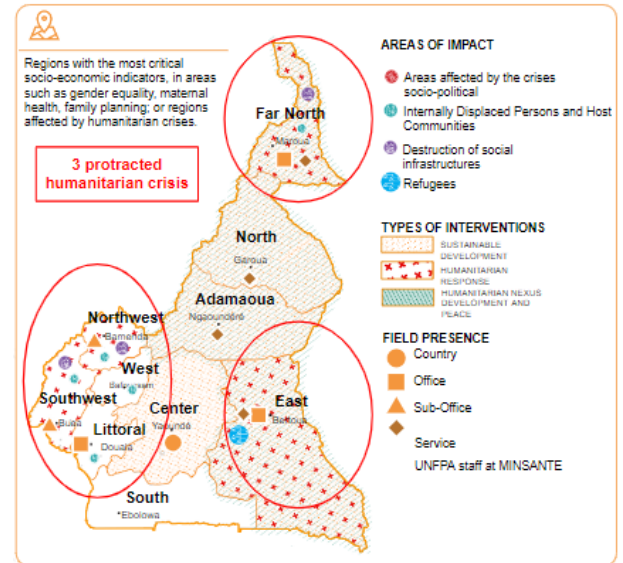 Regions with the most critical
socio-economic indicators, in areas
such as gender equality, maternal
health, family planning; or regions
affected by humanitarian crises.
3 protracted
humanitarian crisis
Far North
Maroua
North
Garoua
Adamaoua
Ngaoundéré
Northwest
Bamenda
West
Southwest
Buea
Littoral
Douala
Center
Yaoundé
East
Bertoua
South
Ebolowa
AREAS OF IMPACT
Areas affected by the crises
socio-political
Internally Displaced Persons and Host
Communities
Destruction of social
infrastructures
Refugees
TYPES OF INTERVENTIONS
SUSTAINABLE
DEVELOPMENT
HUMANITARIAN
RESPONSE
HUMANITARIAN NEXUS
DEVELOPMENT AND
PEACE
FIELD PRESENCE
Country
Office
Sub-Office
Service
UNFPA staff at MINSANTE